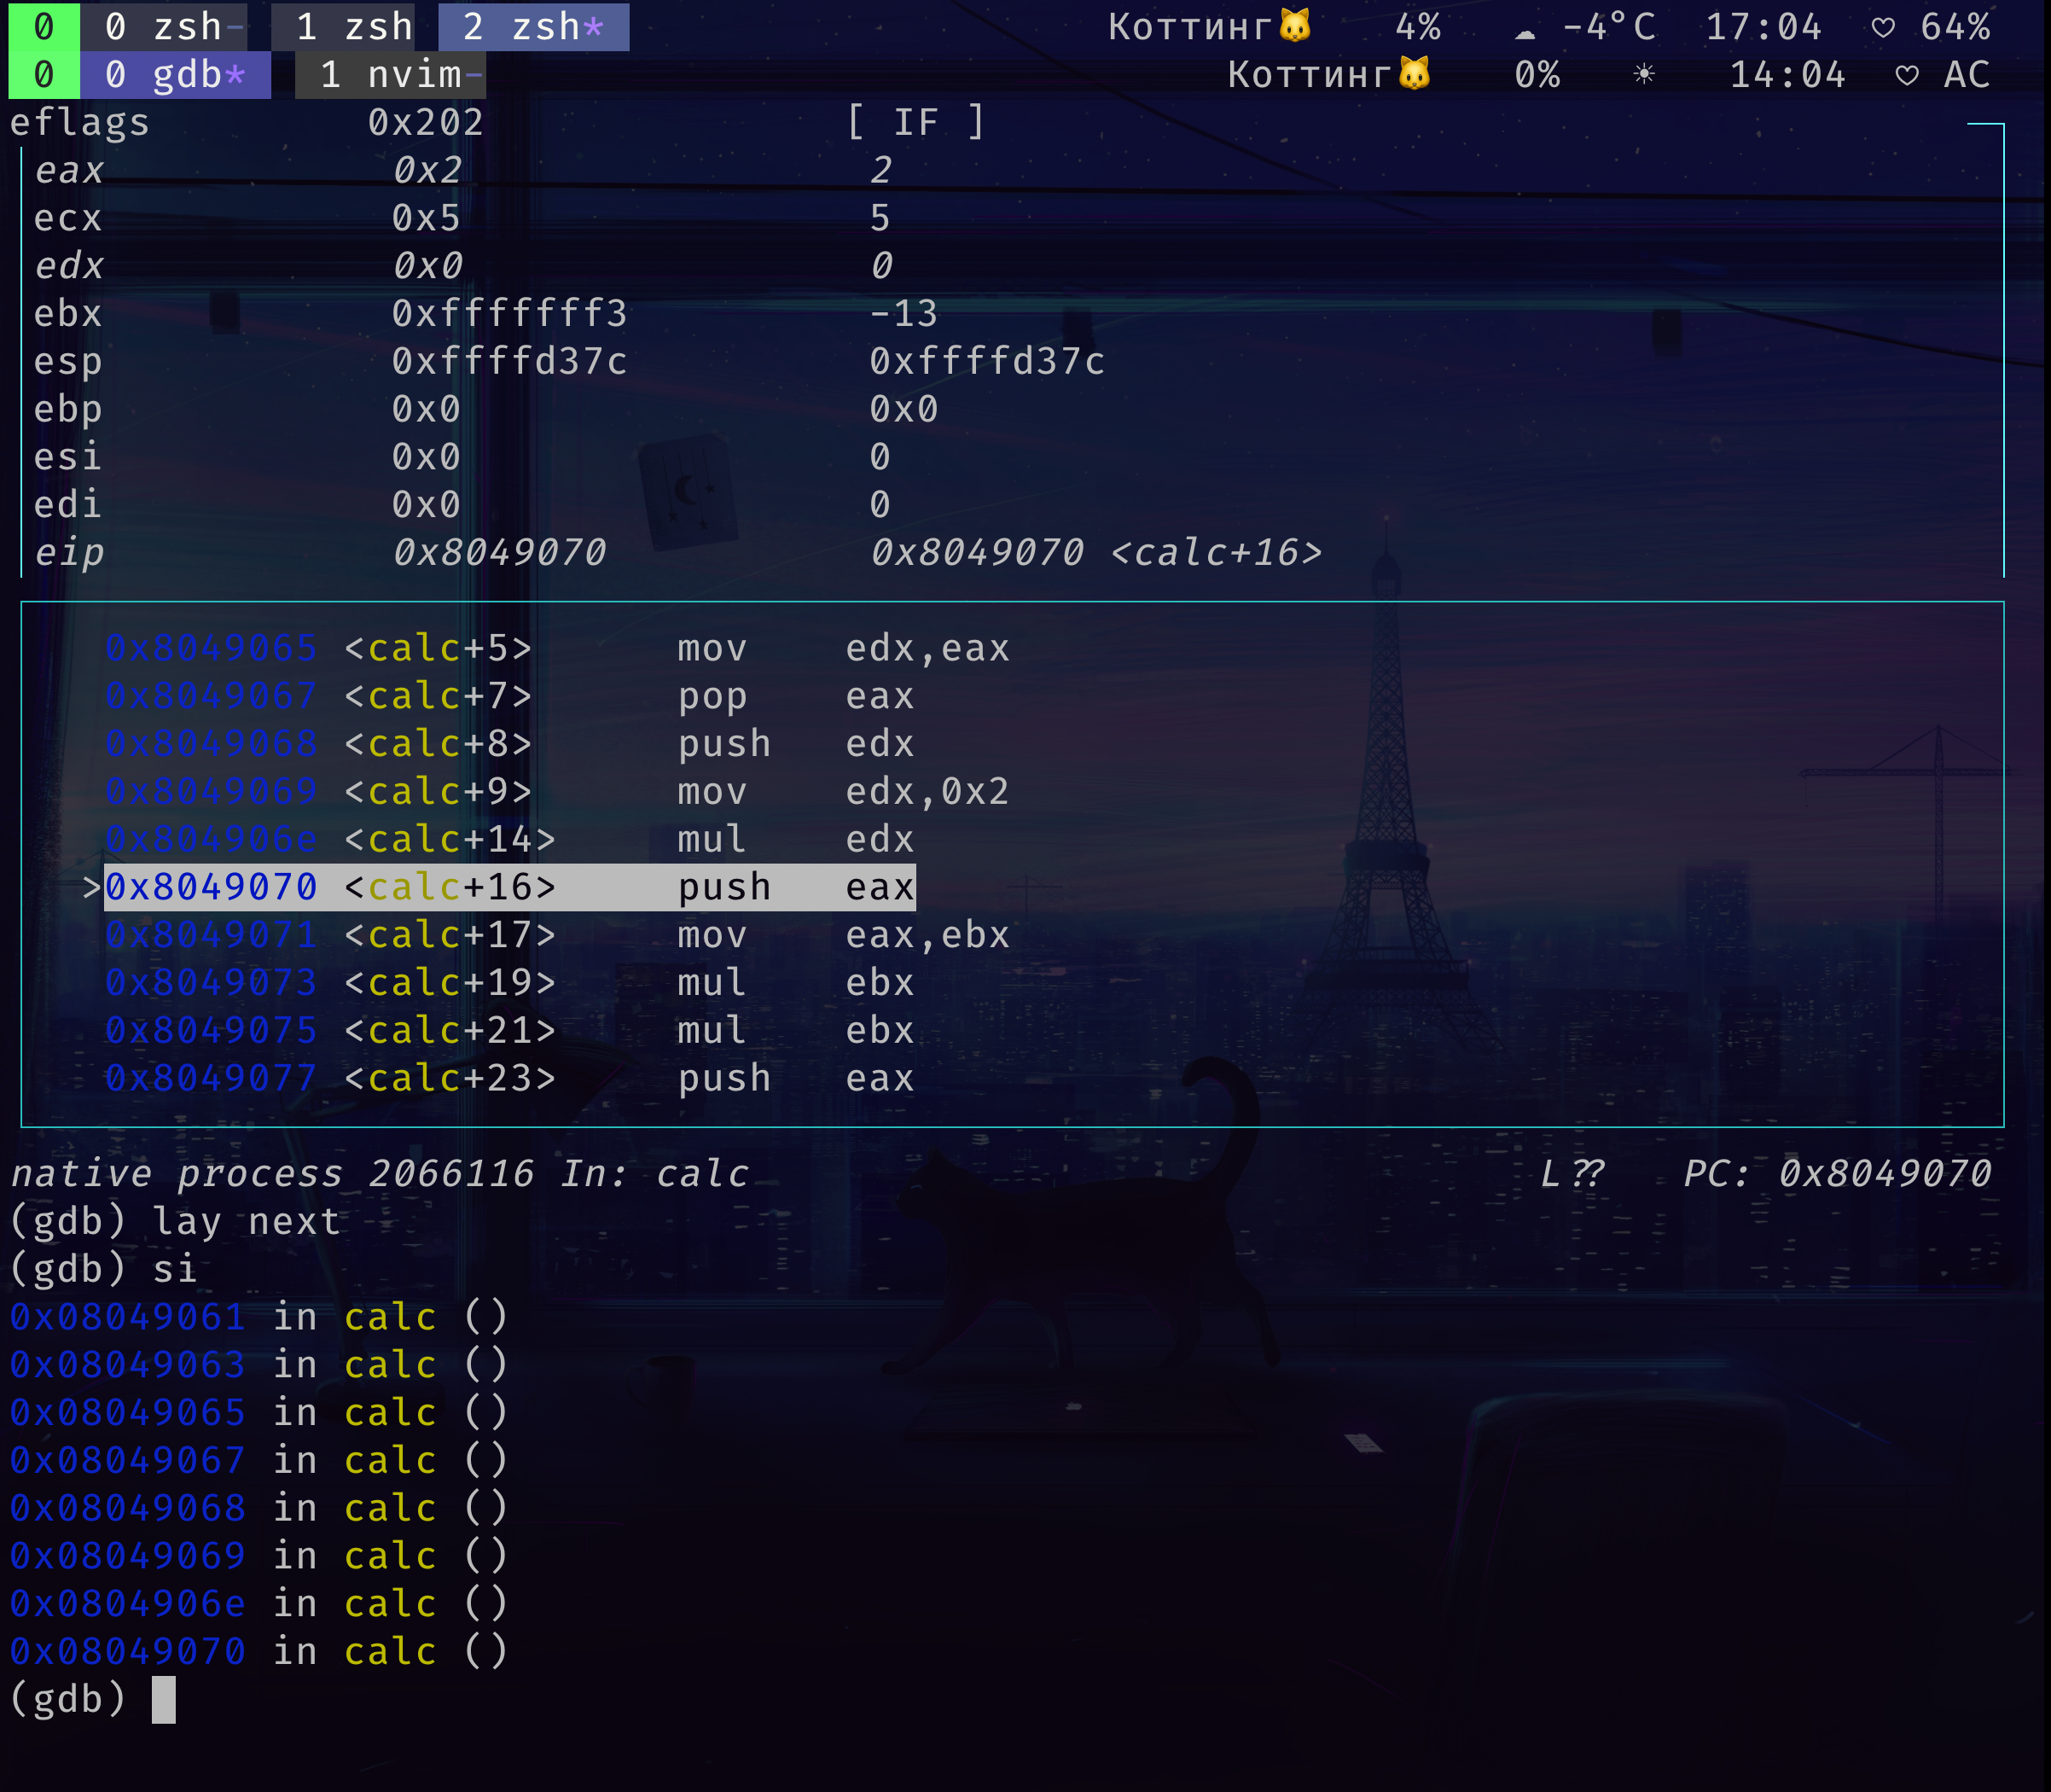 0 0 zsh- 1 zsh 2 zsh* Коттинг🐱 4% ☁ -4°C 17:04 ♡ 64%
0 0 gdb* 1 nvim- Коттинг🐱 0% ☀ 14:04 ♡ AC
eflags 0x202 [ IF ]
eax 0x2 2
ecx 0x5 5
edx 0x0 0
ebx 0xfffffff3 -13
esp 0xffffd37c 0xffffd37c
ebp 0x0 0x0
esi 0x0 0
edi 0x0 0
eip 0x8049070 0x8049070 <calc+16>
0x8049065 <calc+5> mov edx,eax
0x8049067 <calc+7> pop eax
0x8049068 <calc+8> push edx
0x8049069 <calc+9> mov edx,0x2
0x804906e <calc+14> mul edx
>0x8049070 <calc+16> push eax
0x8049071 <calc+17> mov eax,ebx
0x8049073 <calc+19> mul ebx
0x8049075 <calc+21> mul ebx
0x8049077 <calc+23> push eax
native process 2066116 In: calc L?? PC: 0x8049070
(gdb) lay next
(gdb) si
0x08049061 in calc ()
0x08049063 in calc ()
0x08049065 in calc ()
0x08049067 in calc ()
0x08049068 in calc ()
0x08049069 in calc ()
0x0804906e in calc ()
0x08049070 in calc ()
(gdb)